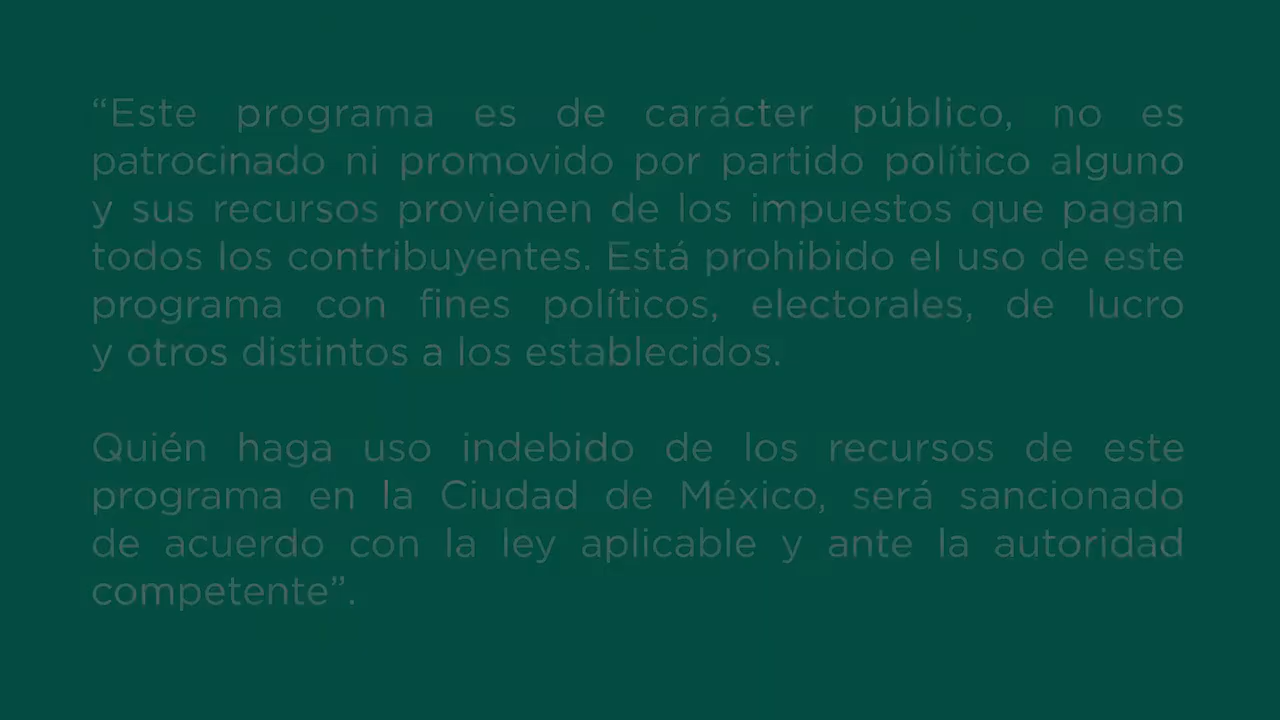 “Este programa es de carácter público, no es
patrocinado ni promovido por partido político alguno
y sus recursos provienen de los impuestos que pagan
todos los contribuyentes. Está prohibido el uso de este
programa con fines políticos, electorales, de lucro
y otros distintos a los establecidos.
Quién haga uso indebido de los recursos de este
programa en la Ciudad de México, será sancionado
de acuerdo con la ley aplicable y ante la autoridad
competente”.